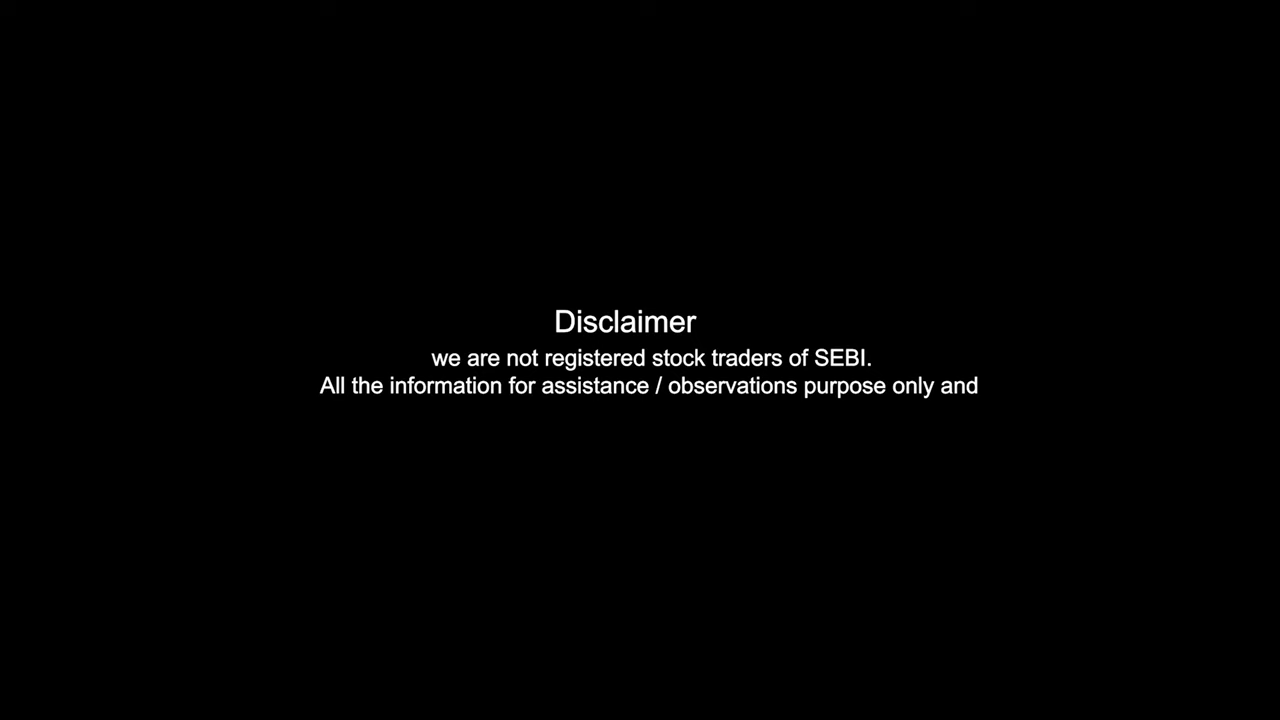 Disclaimer
we are not registered stock traders of SEBI.
All the information for assistance / observations purpose only and